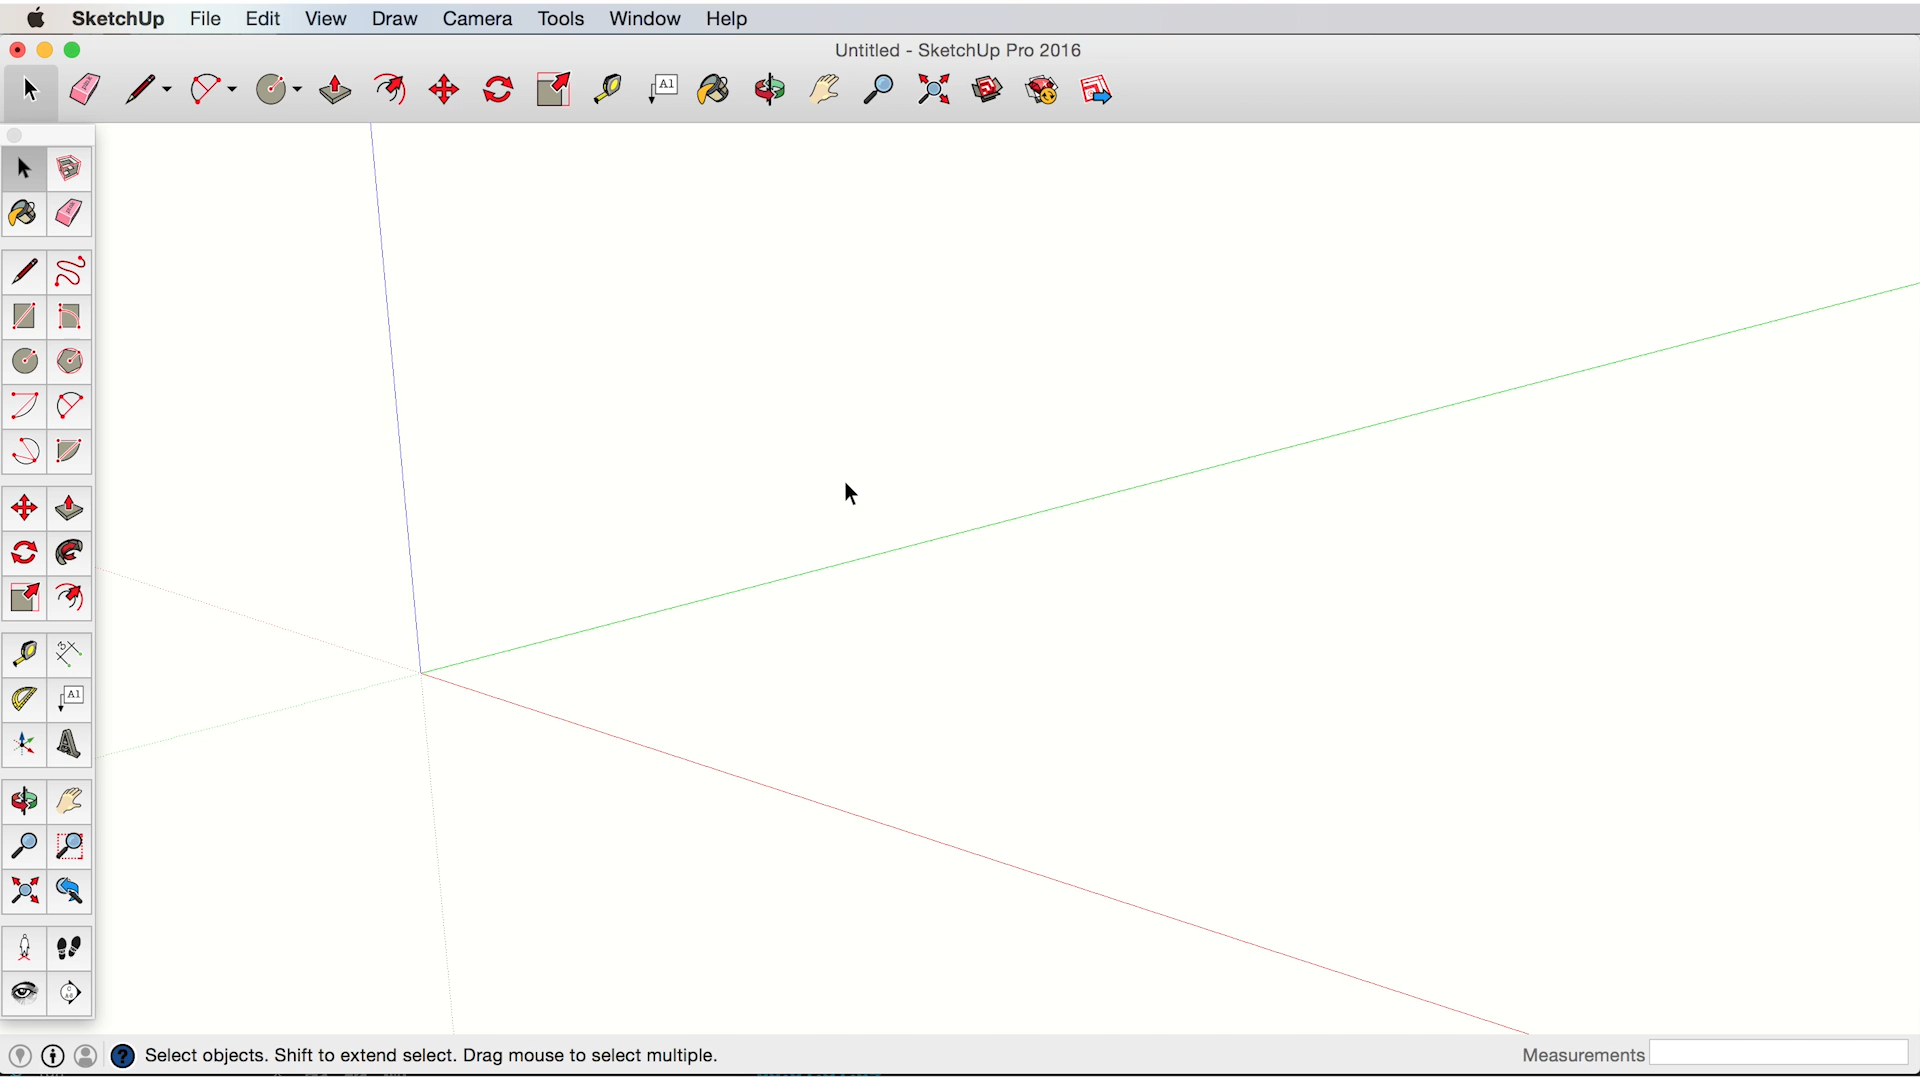 SketchUp File Edit View Draw Camera Tools Window Help
Untitled - SketchUp Pro 2016
A1
A1
Select objects. Shift to extend select. Drag mouse to select multiple.
Measurements